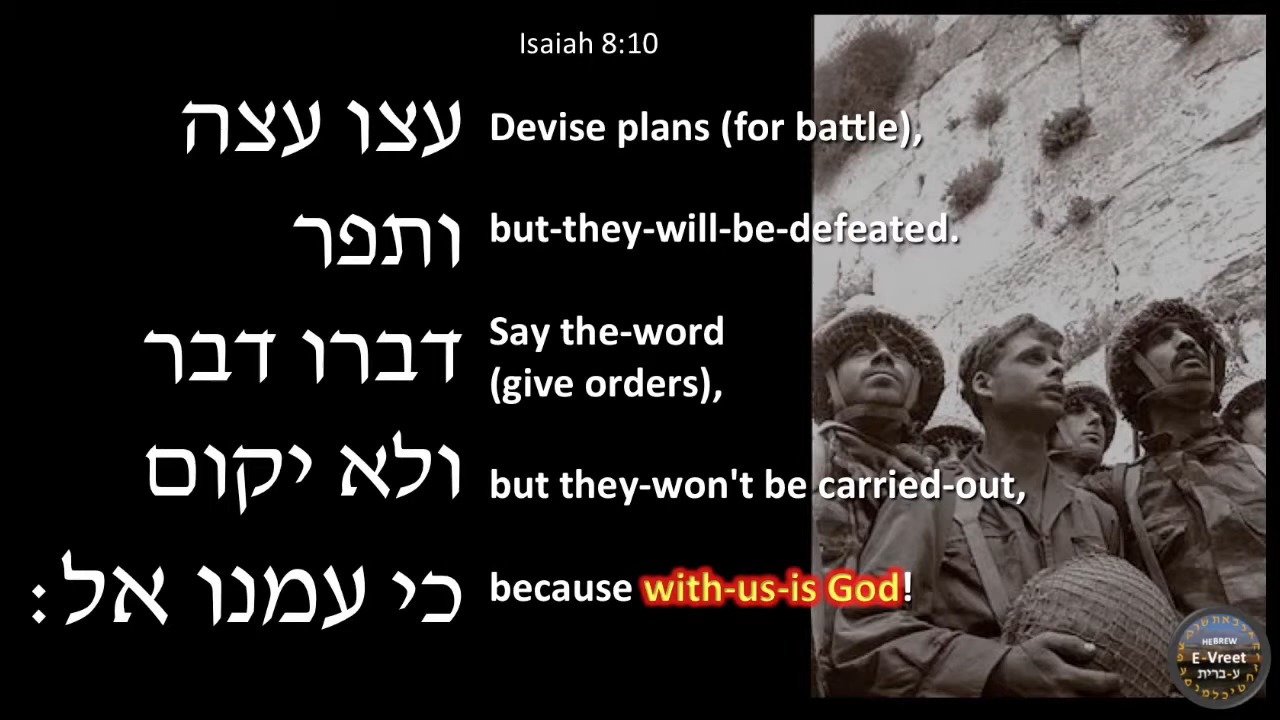 Isaiah 8:10
עצו עצה
Devise plans (for battle),
ותפר
but-they-will-be-defeated.
דברו דבר
Say the-word
(give orders),
ולא יקום
but they-won't be carried-out,
כי עמנו אל:
because with-us-is God!
HEBREW
E-Vreet
ע-ברית